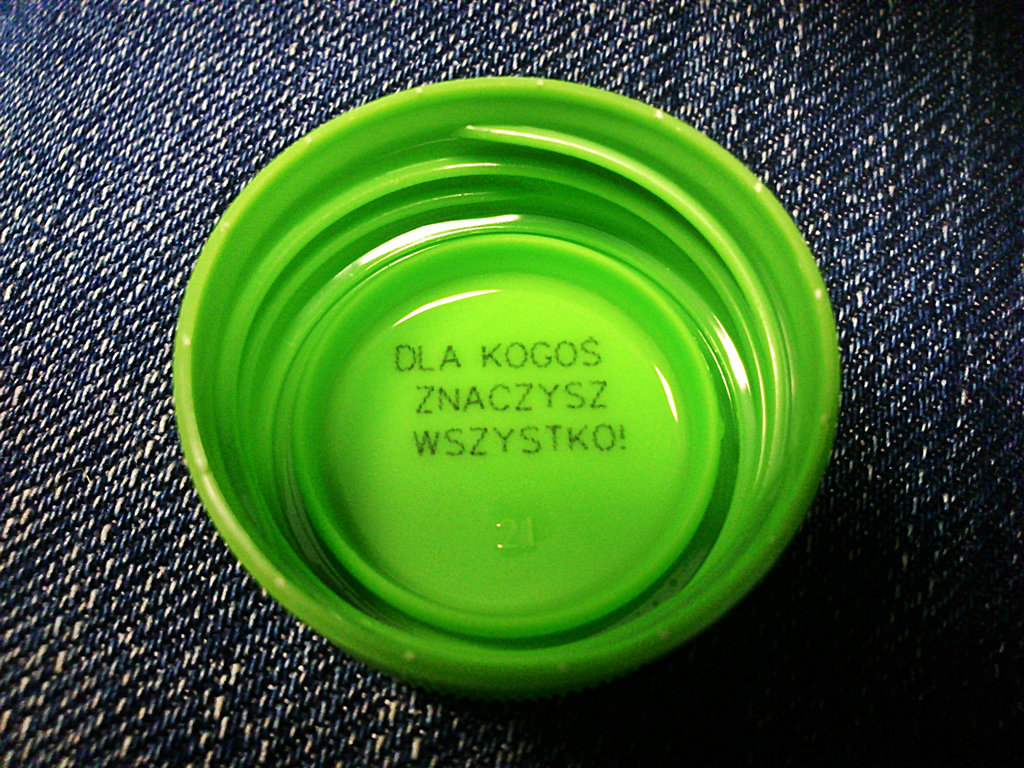 DLA KOGOŚ
ZNACZYSZ
WSZYSTKO!
21